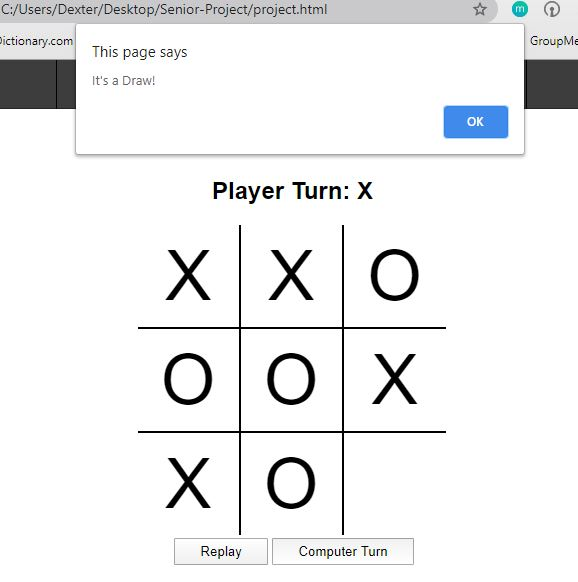 C:/Users/Dexter/Desktop/Senior-Project/project.html
m
Dictionary.com
GroupMe
This page says
It's a Draw!
OK
Player Turn: X
X X O
O O X
X O
Replay
Computer Turn